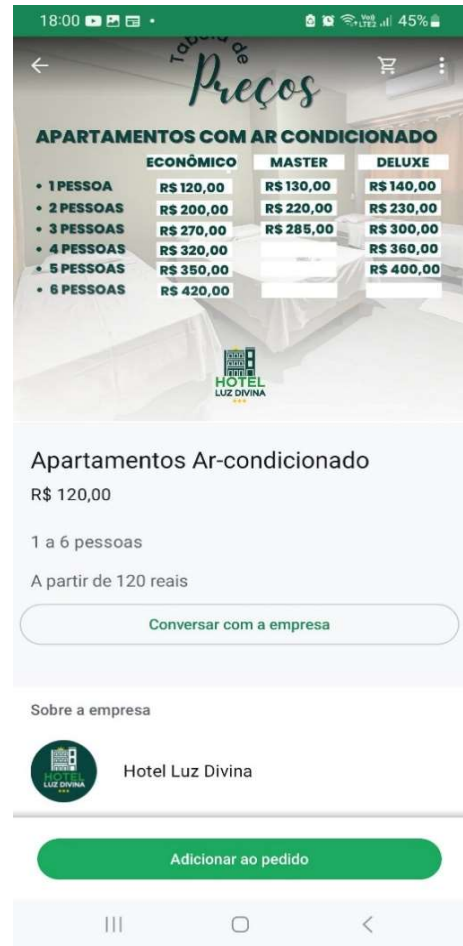 18:00 45%
Tabela de
Preços
APARTAMENTOS COM AR CONDICIONADO
ECONÔMICO MASTER DELUXE
• 1 PESSOA R$ 120,00 R$ 130,00 R$ 140,00
• 2 PESSOAS R$ 200,00 R$ 220,00 R$ 230,00
• 3 PESSOAS R$ 270,00 R$ 285,00 R$ 300,00
• 4 PESSOAS R$ 320,00 R$ 360,00
• 5 PESSOAS R$ 350,00 R$ 400,00
• 6 PESSOAS R$ 420,00
HOTEL
LUZ DIVINA
Apartamentos Ar-condicionado
R$ 120,00
1 a 6 pessoas
A partir de 120 reais
Conversar com a empresa
Sobre a empresa
HOTEL
LUZ DIVINA
Hotel Luz Divina
Adicionar ao pedido